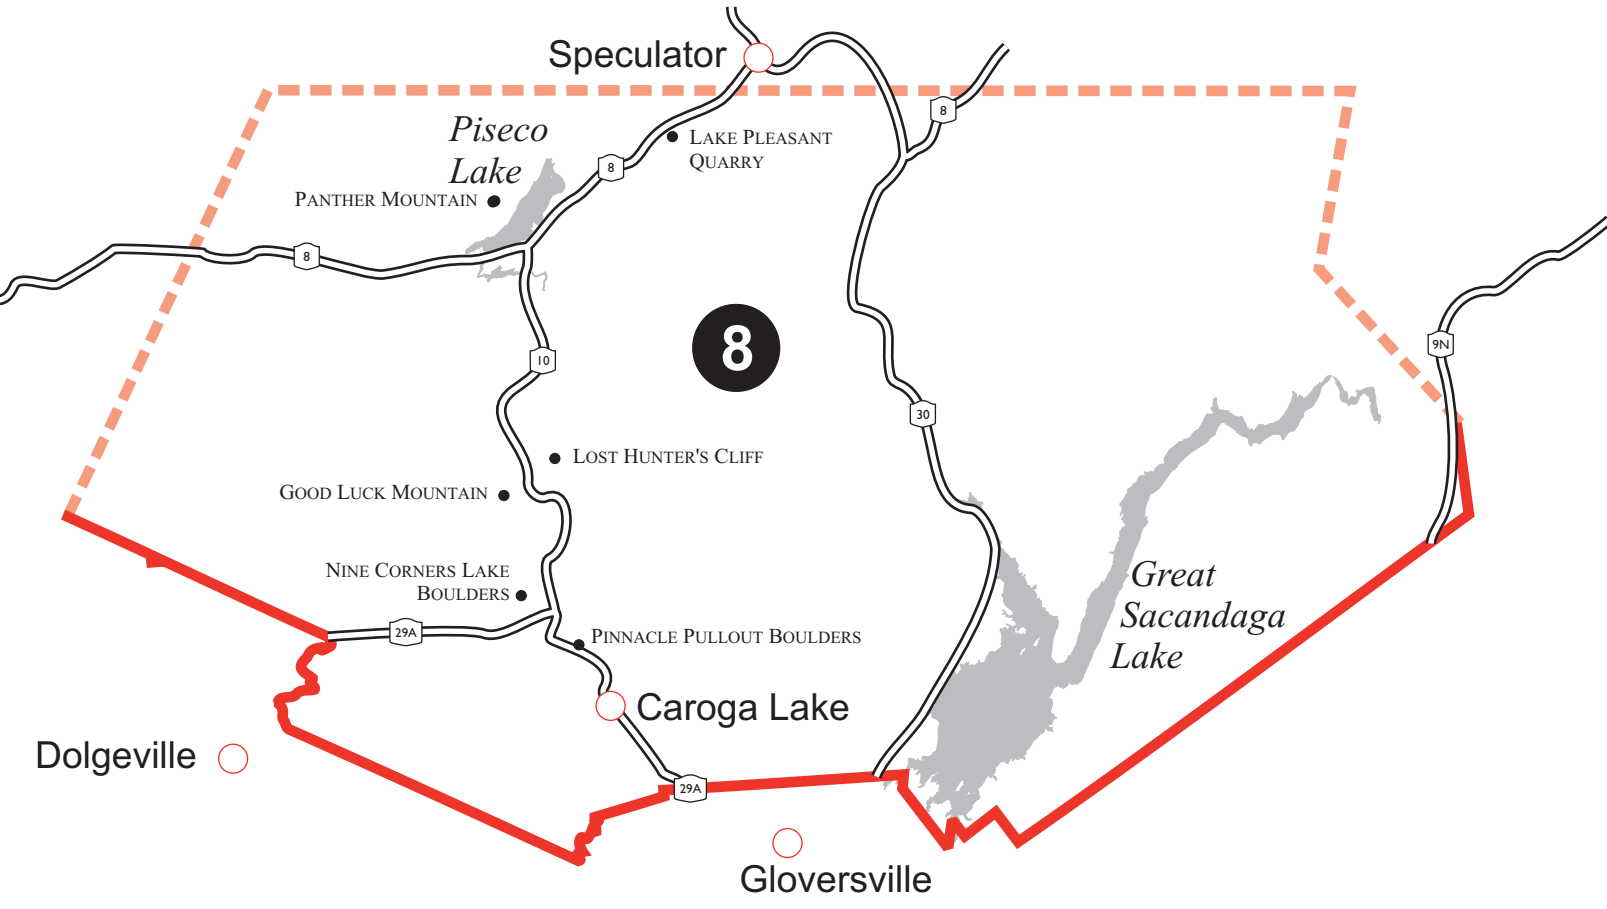 Speculator
8
Piseco
Lake
LAKE PLEASANT
QUARRY
8
PANTHER MOUNTAIN
8
8
9N
10
30
LOST HUNTER'S CLIFF
GOOD LUCK MOUNTAIN
NINE CORNERS LAKE
BOULDERS
Great
Sacandaga
Lake
29A
PINNACLE PULLOUT BOULDERS
Caroga Lake
Dolgeville
29A
Gloversville